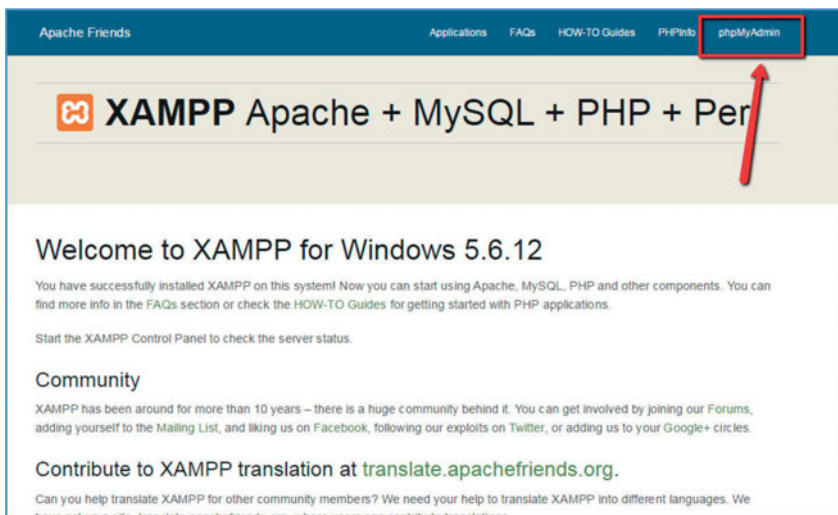 Apache Friends
Applications FAQs HOW-TO Guides PHPInfo phpMyAdmin
XAMPP Apache + MySQL + PHP + Per
Welcome to XAMPP for Windows 5.6.12
You have successfully installed XAMPP on this system! Now you can start using Apache, MySQL, PHP and other components. You can
find more info in the FAQs section or check the HOW-TO Guides for getting started with PHP applications.
Start the XAMPP Control Panel to check the server status.
Community
XAMPP has been around for more than 10 years – there is a huge community behind it. You can get involved by joining our Forums,
adding yourself to the Mailing List, and liking us on Facebook, following our exploits on Twitter, or adding us to your Google+ circles.
Contribute to XAMPP translation at translate.apachefriends.org.
Can you help translate XAMPP for other community members? We need your help to translate XAMPP into different languages. We